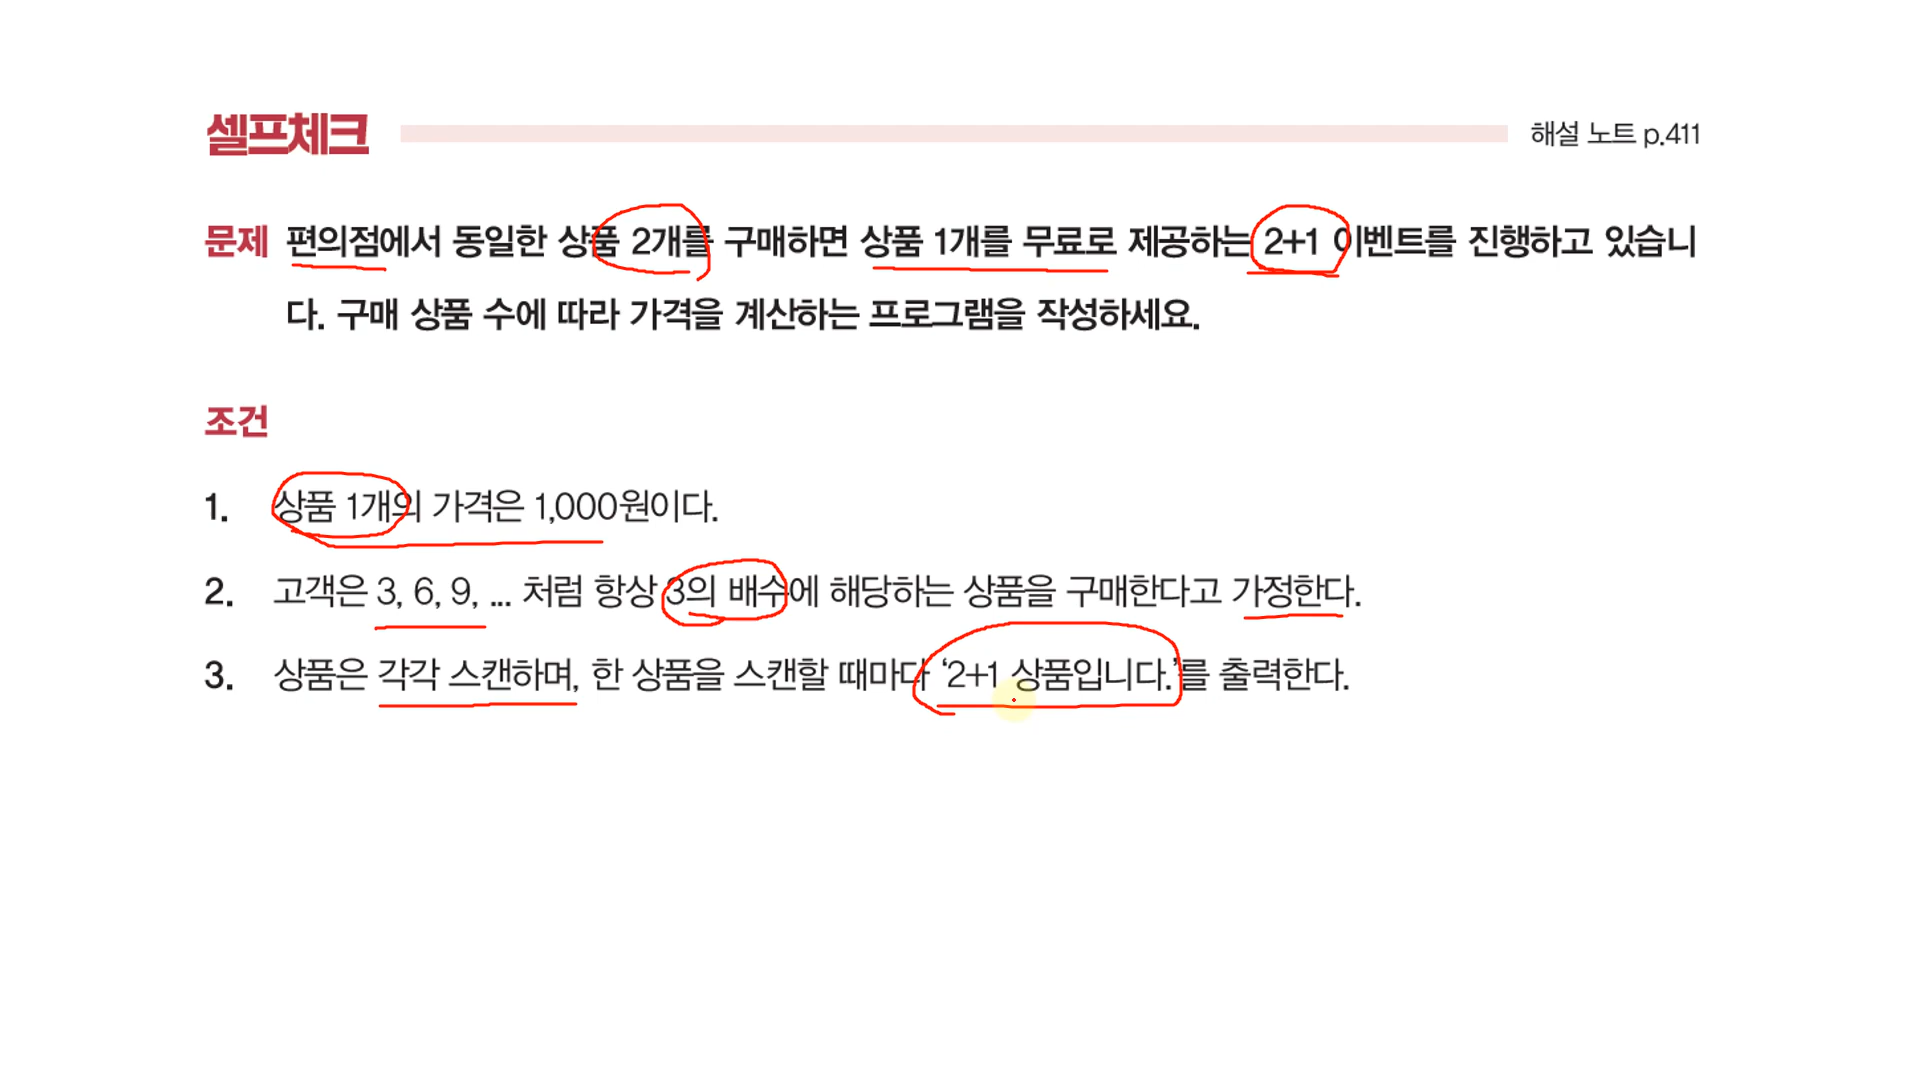 셀프체크
해설 노트 p.411
문제 편의점에서 동일한 상품 2개를 구매하면 상품 1개를 무료로 제공하는 2+1 이벤트를 진행하고 있습니
다. 구매 상품 수에 따라 가격을 계산하는 프로그램을 작성하세요.
조건
1. 상품 1개의 가격은 1,000원이다.
2. 고객은 3, 6, 9, ... 처럼 항상 3의 배수에 해당하는 상품을 구매한다고 가정한다.
3. 상품은 각각 스캔하며, 한 상품을 스캔할 때마다 ‘2+1 상품입니다.’를 출력한다.